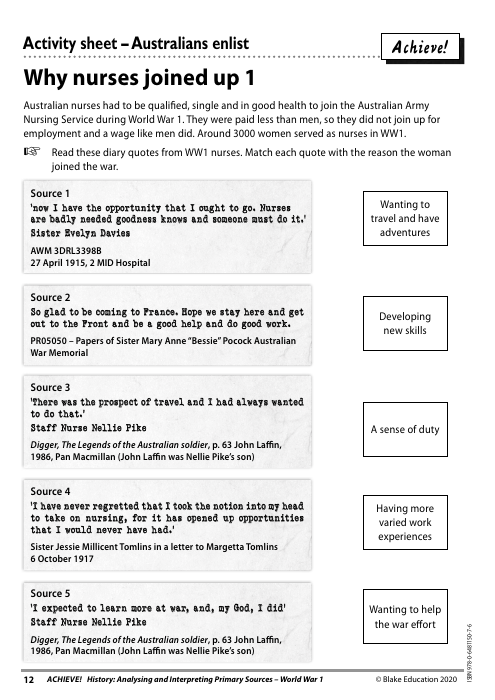 Activity sheet – Australians enlist
Achieve!
Why nurses joined up 1
Australian nurses had to be qualified, single and in good health to join the Australian Army
Nursing Service during World War 1. They were paid less than men, so they did not join up for
employment and a wage like men did. Around 3000 women served as nurses in WW1.
Read these diary quotes from WW1 nurses. Match each quote with the reason the woman
joined the war.
Source 1
'now I have the opportunity that I ought to go. Nurses
are badly needed goodness knows and someone must do it.'
Sister Evelyn Davies
AWM 3DRL3398B
27 April 1915, 2 MID Hospital
Wanting to
travel and have
adventures
Source 2
So glad to be coming to France. Hope we stay here and get
out to the Front and be a good help and do good work.
PR05050 – Papers of Sister Mary Anne "Bessie" Pocock Australian
War Memorial
Developing
new skills
Source 3
'There was the prospect of travel and I had always wanted
to do that.'
Staff Nurse Nellie Pike
Digger, The Legends of the Australian soldier, p. 63 John Laffin,
1986, Pan Macmillan (John Laffin was Nellie Pike's son)
A sense of duty
Source 4
'I have never regretted that I took the notion into my head
to take on nursing, for it has opened up opportunities
that I would never have had.'
Sister Jessie Millicent Tomlins in a letter to Margetta Tomlins
6 October 1917
Having more
varied work
experiences
Source 5
'I expected to learn more at war, and, my God, I did'
Staff Nurse Nellie Pike
Digger, The Legends of the Australian soldier, p. 63 John Laffin,
1986, Pan Macmillan (John Laffin was Nellie Pike's son)
Wanting to help
the war effort
12 ACHIEVE! History: Analysing and Interpreting Primary Sources – World War 1
© Blake Education 2020
ISBN 978-0-6481150-7-6